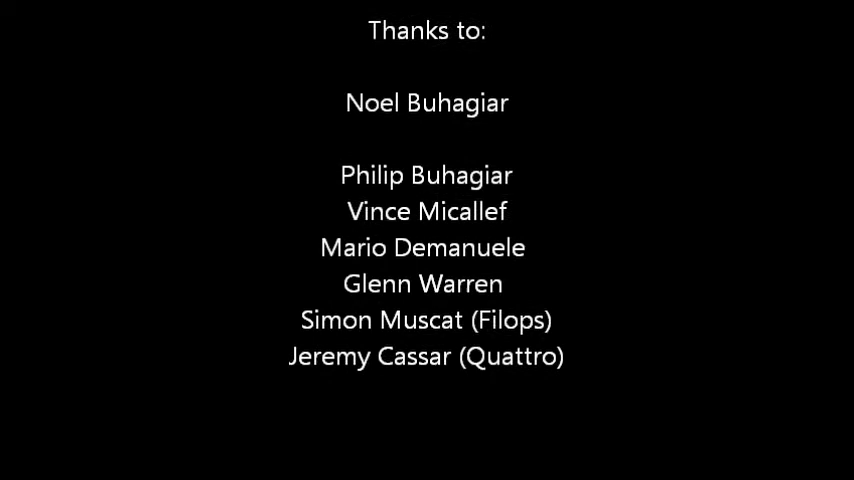 Thanks to:
Noel Buhagiar
Philip Buhagiar
Vince Micallef
Mario Demanuele
Glenn Warren
Simon Muscat (Filops)
Jeremy Cassar (Quattro)